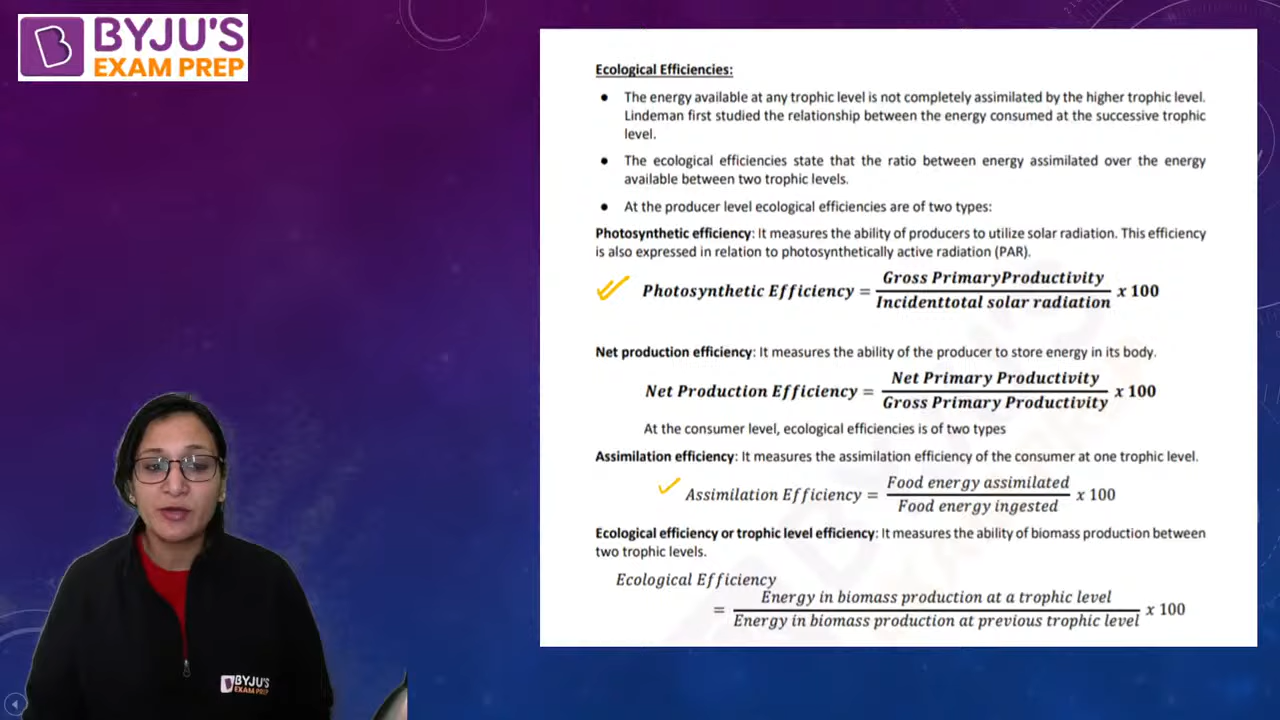 BYJU'S
EXAM PREP
Ecological Efficiencies:
● The energy available at any trophic level is not completely assimilated by the higher trophic level.
Lindeman first studied the relationship between the energy consumed at the successive trophic
level.
● The ecological efficiencies state that the ratio between energy assimilated over the energy
available between two trophic levels.
● At the producer level ecological efficiencies are of two types:
Photosynthetic efficiency: It measures the ability of producers to utilize solar radiation. This efficiency
is also expressed in relation to photosynthetically active radiation (PAR).
Photosynthetic Efficiency = Gross PrimaryProductivity / Incidenttotal solar radiation x 100
Net production efficiency: It measures the ability of the producer to store energy in its body.
Net Production Efficiency = Net Primary Productivity / Gross Primary Productivity x 100
At the consumer level, ecological efficiencies is of two types
Assimilation efficiency: It measures the assimilation efficiency of the consumer at one trophic level.
Assimilation Efficiency = Food energy assimilated / Food energy ingested x 100
Ecological efficiency or trophic level efficiency: It measures the ability of biomass production between
two trophic levels.
Ecological Efficiency
= Energy in biomass production at a trophic level / Energy in biomass production at previous trophic level x 100
BYJU'S
EXAM PREP